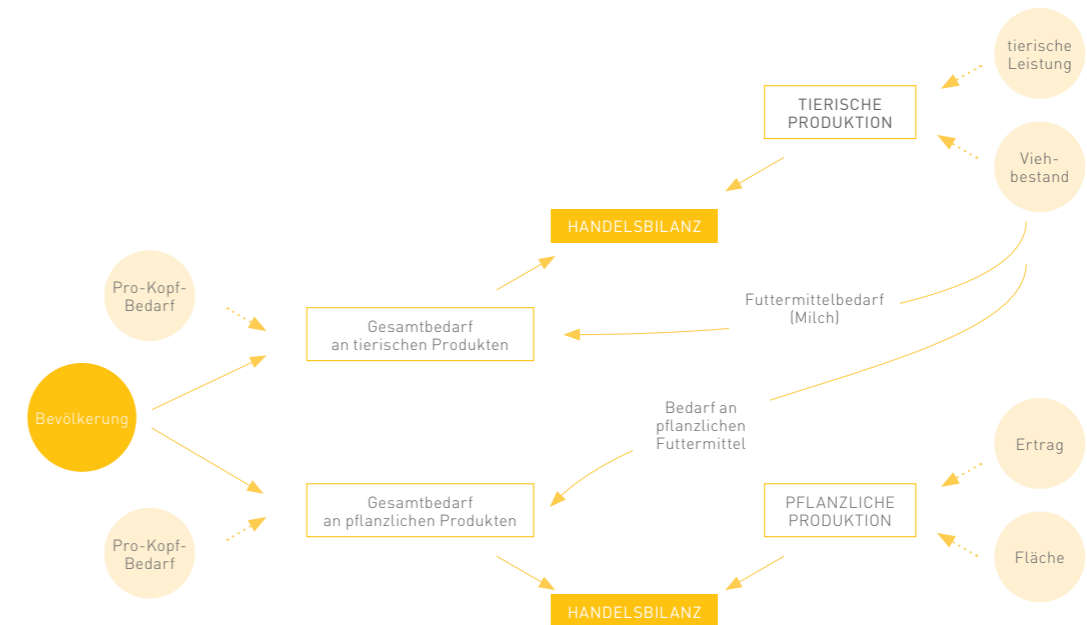 tierische
Leistung
TIERISCHE
PRODUKTION
Vieh-
bestand
HANDELSBILANZ
Pro-Kopf-
Bedarf
Gesamtbedarf
an tierischen Produkten
Futtermittelbedarf
(Milch)
Bevölkerung
Bedarf an
pflanzlichen
Futtermittel
Ertrag
Gesamtbedarf
an pflanzlichen Produkten
PFLANZLICHE
PRODUKTION
Pro-Kopf-
Bedarf
Fläche
HANDELSBILANZ